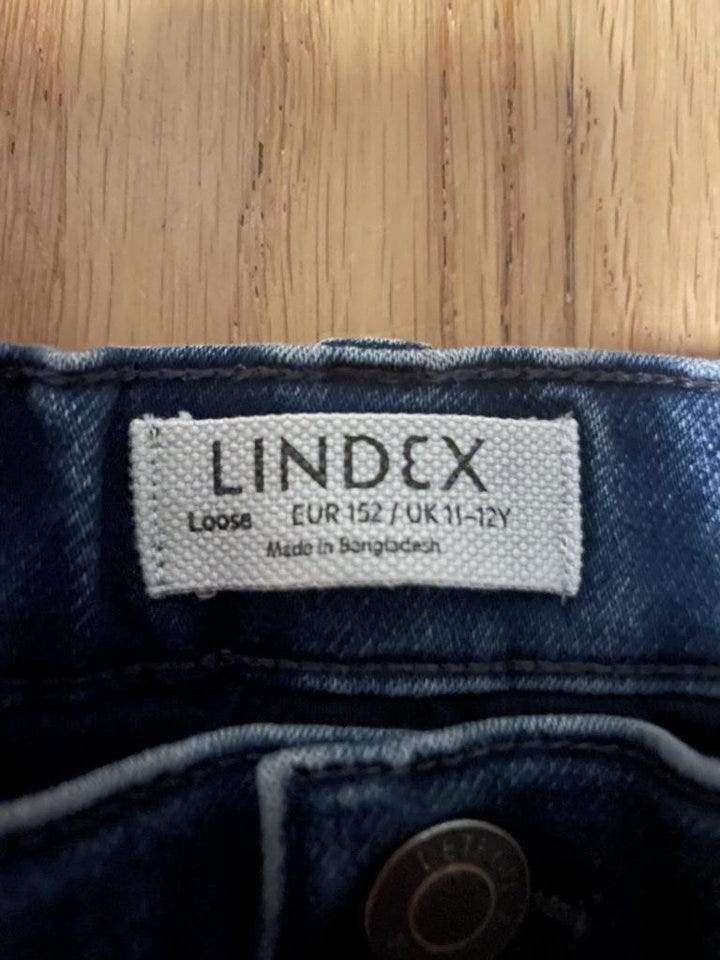 LINDEX
Loose EUR 152 / UK 11-12Y
Made in Bangladesh